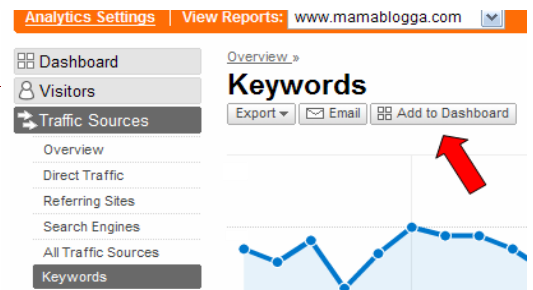 Analytics Settings | View Reports: www.mamablogga.com
Dashboard
Visitors
Traffic Sources
Overview
Direct Traffic
Referring Sites
Search Engines
All Traffic Sources
Keywords
Overview »
Keywords
Export Email Add to Dashboard